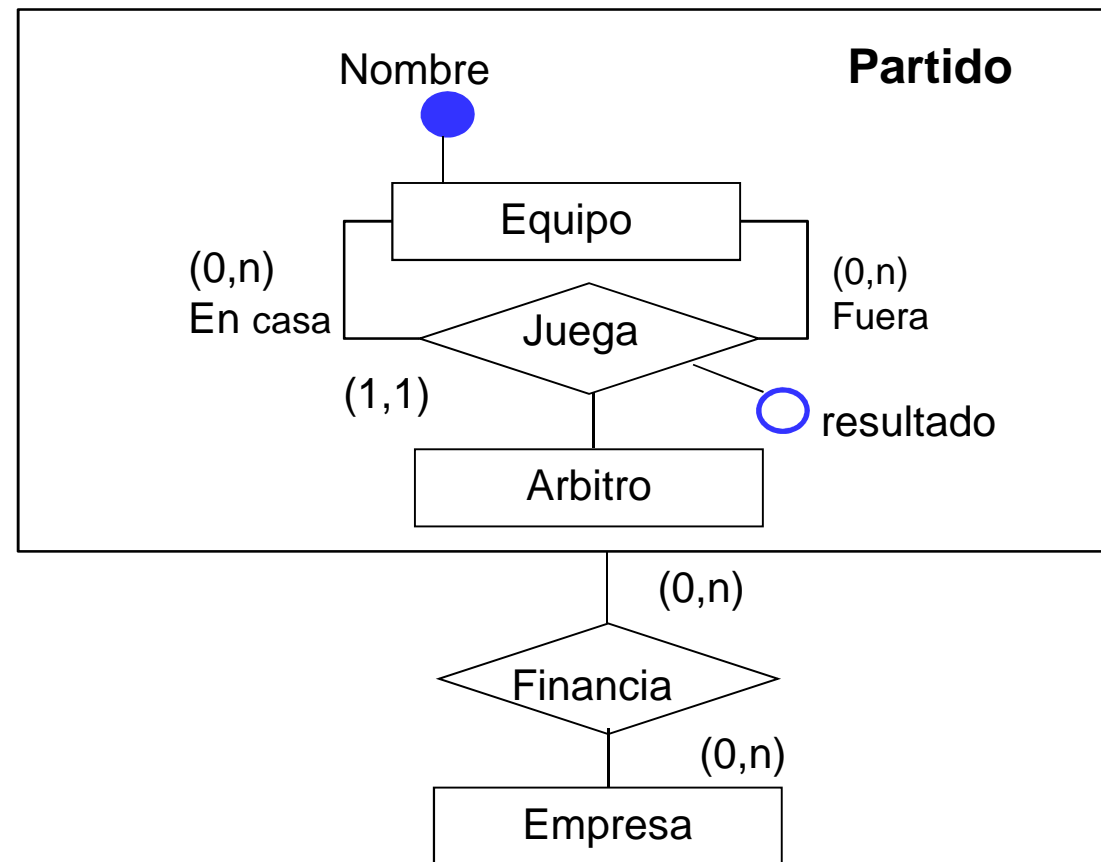 Partido
Nombre
Equipo
(0,n)
En casa
(0,n)
Fuera
Juega
(1,1)
resultado
Arbitro
(0,n)
Financia
(0,n)
Empresa